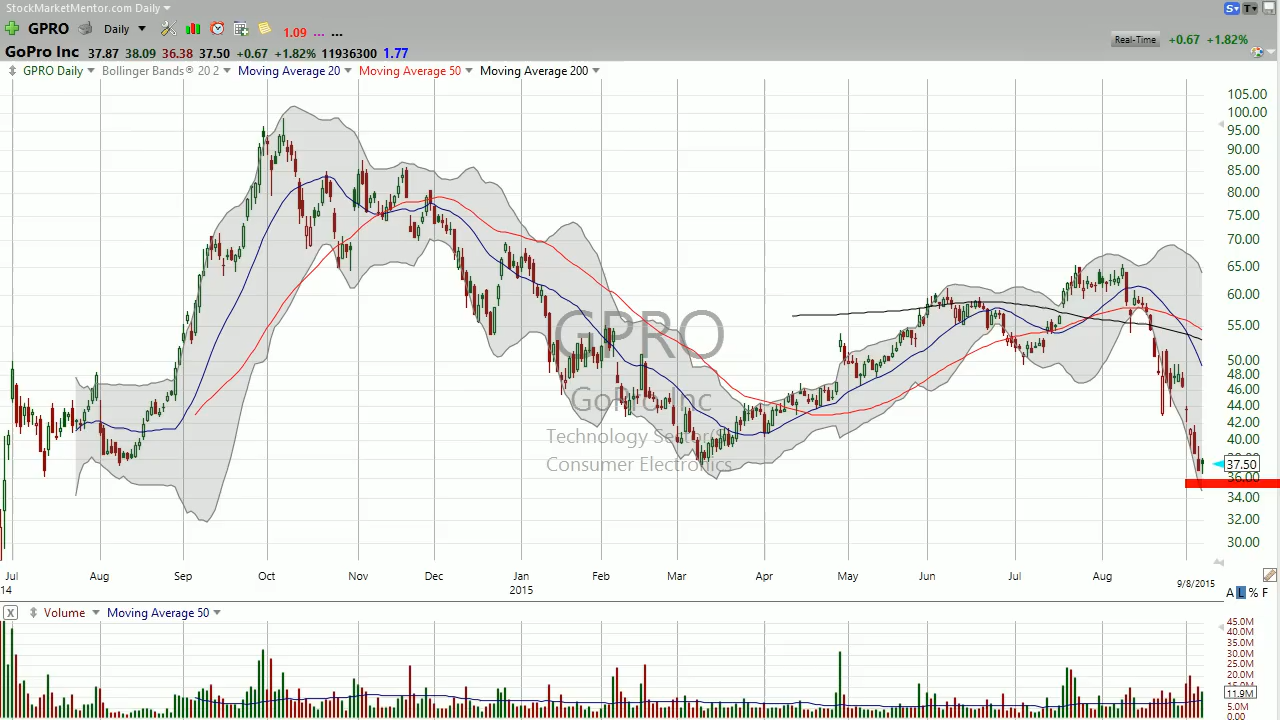 StockMarketMentor.com Daily
GPRO Daily 1.09 ... ...
S T
GoPro Inc 37.87 38.09 36.38 37.50 +0.67 +1.82% 11936300 1.77
Real-Time +0.67 +1.82%
GPRO Daily Bollinger Bands® 20 2 Moving Average 20 Moving Average 50 Moving Average 200
105.00
100.00
95.00
90.00
85.00
80.00
75.00
70.00
65.00
60.00
55.00
50.00
48.00
46.00
44.00
42.00
40.00
37.50
36.00
34.00
32.00
30.00
GPRO
GoPro Inc
Technology Sector/
Consumer Electronics
Jul Aug Sep Oct Nov Dec Jan Feb Mar Apr May Jun Jul Aug 9/8/2015
14 2015
A L % F
X Volume Moving Average 50
45.0M
40.0M
35.0M
30.0M
25.0M
20.0M
11.9M
5.0M
0.00